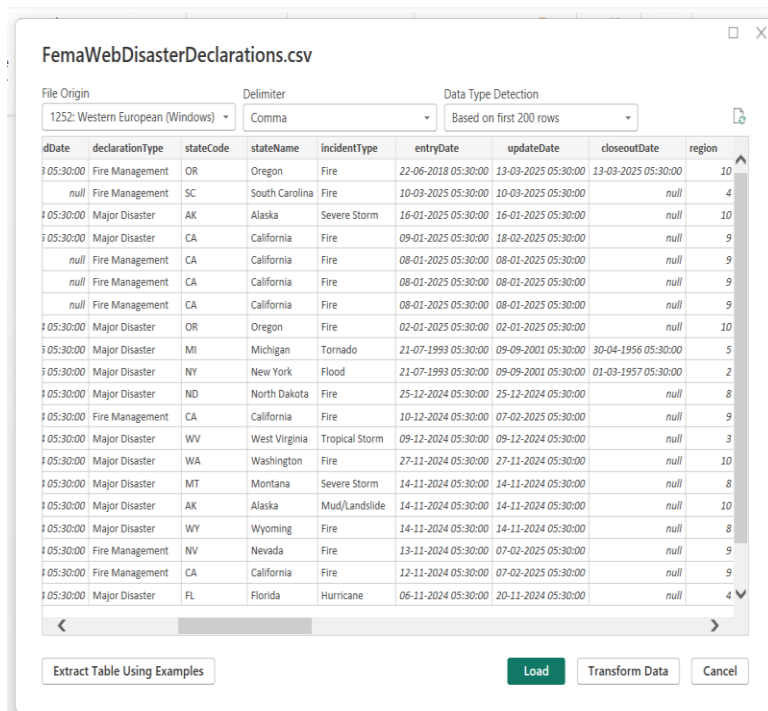 FemaWebDisasterDeclarations.csv
File Origin Delimiter Data Type Detection
1252: Western European (Windows) Comma Based on first 200 rows
dDate declarationType stateCode stateName incidentType entryDate updateDate closeoutDate region
05:30:00 Fire Management OR Oregon Fire 22-06-2018 05:30:00 13-03-2025 05:30:00 13-03-2025 05:30:00 10
null Fire Management SC South Carolina Fire 10-03-2025 05:30:00 10-03-2025 05:30:00 null 4
05:30:00 Major Disaster AK Alaska Severe Storm 16-01-2025 05:30:00 16-01-2025 05:30:00 null 10
05:30:00 Major Disaster CA California Fire 09-01-2025 05:30:00 18-02-2025 05:30:00 null 9
null Fire Management CA California Fire 08-01-2025 05:30:00 08-01-2025 05:30:00 null 9
null Fire Management CA California Fire 08-01-2025 05:30:00 08-01-2025 05:30:00 null 9
null Fire Management CA California Fire 08-01-2025 05:30:00 08-01-2025 05:30:00 null 9
05:30:00 Major Disaster OR Oregon Fire 02-01-2025 05:30:00 02-01-2025 05:30:00 null 10
05:30:00 Major Disaster MI Michigan Tornado 21-07-1993 05:30:00 09-09-2001 05:30:00 30-04-1956 05:30:00 5
05:30:00 Major Disaster NY New York Flood 21-07-1993 05:30:00 09-09-2001 05:30:00 01-03-1957 05:30:00 2
05:30:00 Major Disaster ND North Dakota Fire 25-12-2024 05:30:00 25-12-2024 05:30:00 null 8
05:30:00 Fire Management CA California Fire 10-12-2024 05:30:00 07-02-2025 05:30:00 null 9
05:30:00 Major Disaster WV West Virginia Tropical Storm 09-12-2024 05:30:00 09-12-2024 05:30:00 null 3
05:30:00 Major Disaster WA Washington Fire 27-11-2024 05:30:00 27-11-2024 05:30:00 null 10
05:30:00 Major Disaster MT Montana Severe Storm 14-11-2024 05:30:00 14-11-2024 05:30:00 null 8
05:30:00 Major Disaster AK Alaska Mud/Landslide 14-11-2024 05:30:00 14-11-2024 05:30:00 null 10
05:30:00 Major Disaster WY Wyoming Fire 14-11-2024 05:30:00 14-11-2024 05:30:00 null 8
05:30:00 Fire Management NV Nevada Fire 13-11-2024 05:30:00 07-02-2025 05:30:00 null 9
05:30:00 Fire Management CA California Fire 12-11-2024 05:30:00 07-02-2025 05:30:00 null 9
05:30:00 Major Disaster FL Florida Hurricane 06-11-2024 05:30:00 20-11-2024 05:30:00 null 4
Extract Table Using Examples Load Transform Data Cancel